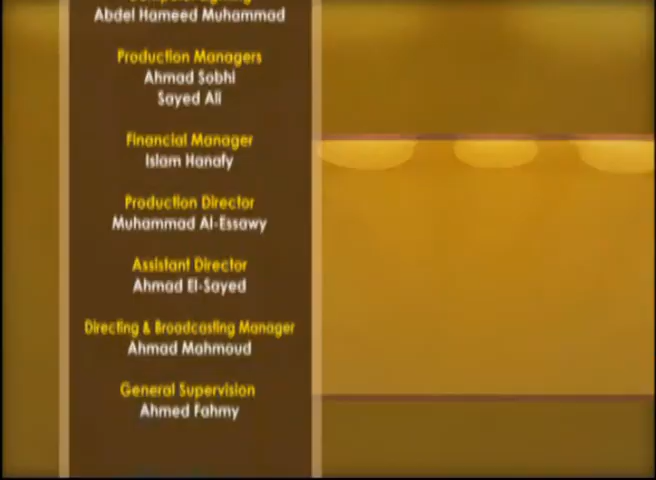 Abdel Hameed Muhammad
Production Managers
Ahmad Sobhi
Sayed Ali
Financial Manager
Islam Hanafy
Production Director
Muhammad Al-Essawy
Assistant Director
Ahmad El-Sayed
Directing & Broadcasting Manager
Ahmad Mahmoud
General Supervision
Ahmed Fahmy